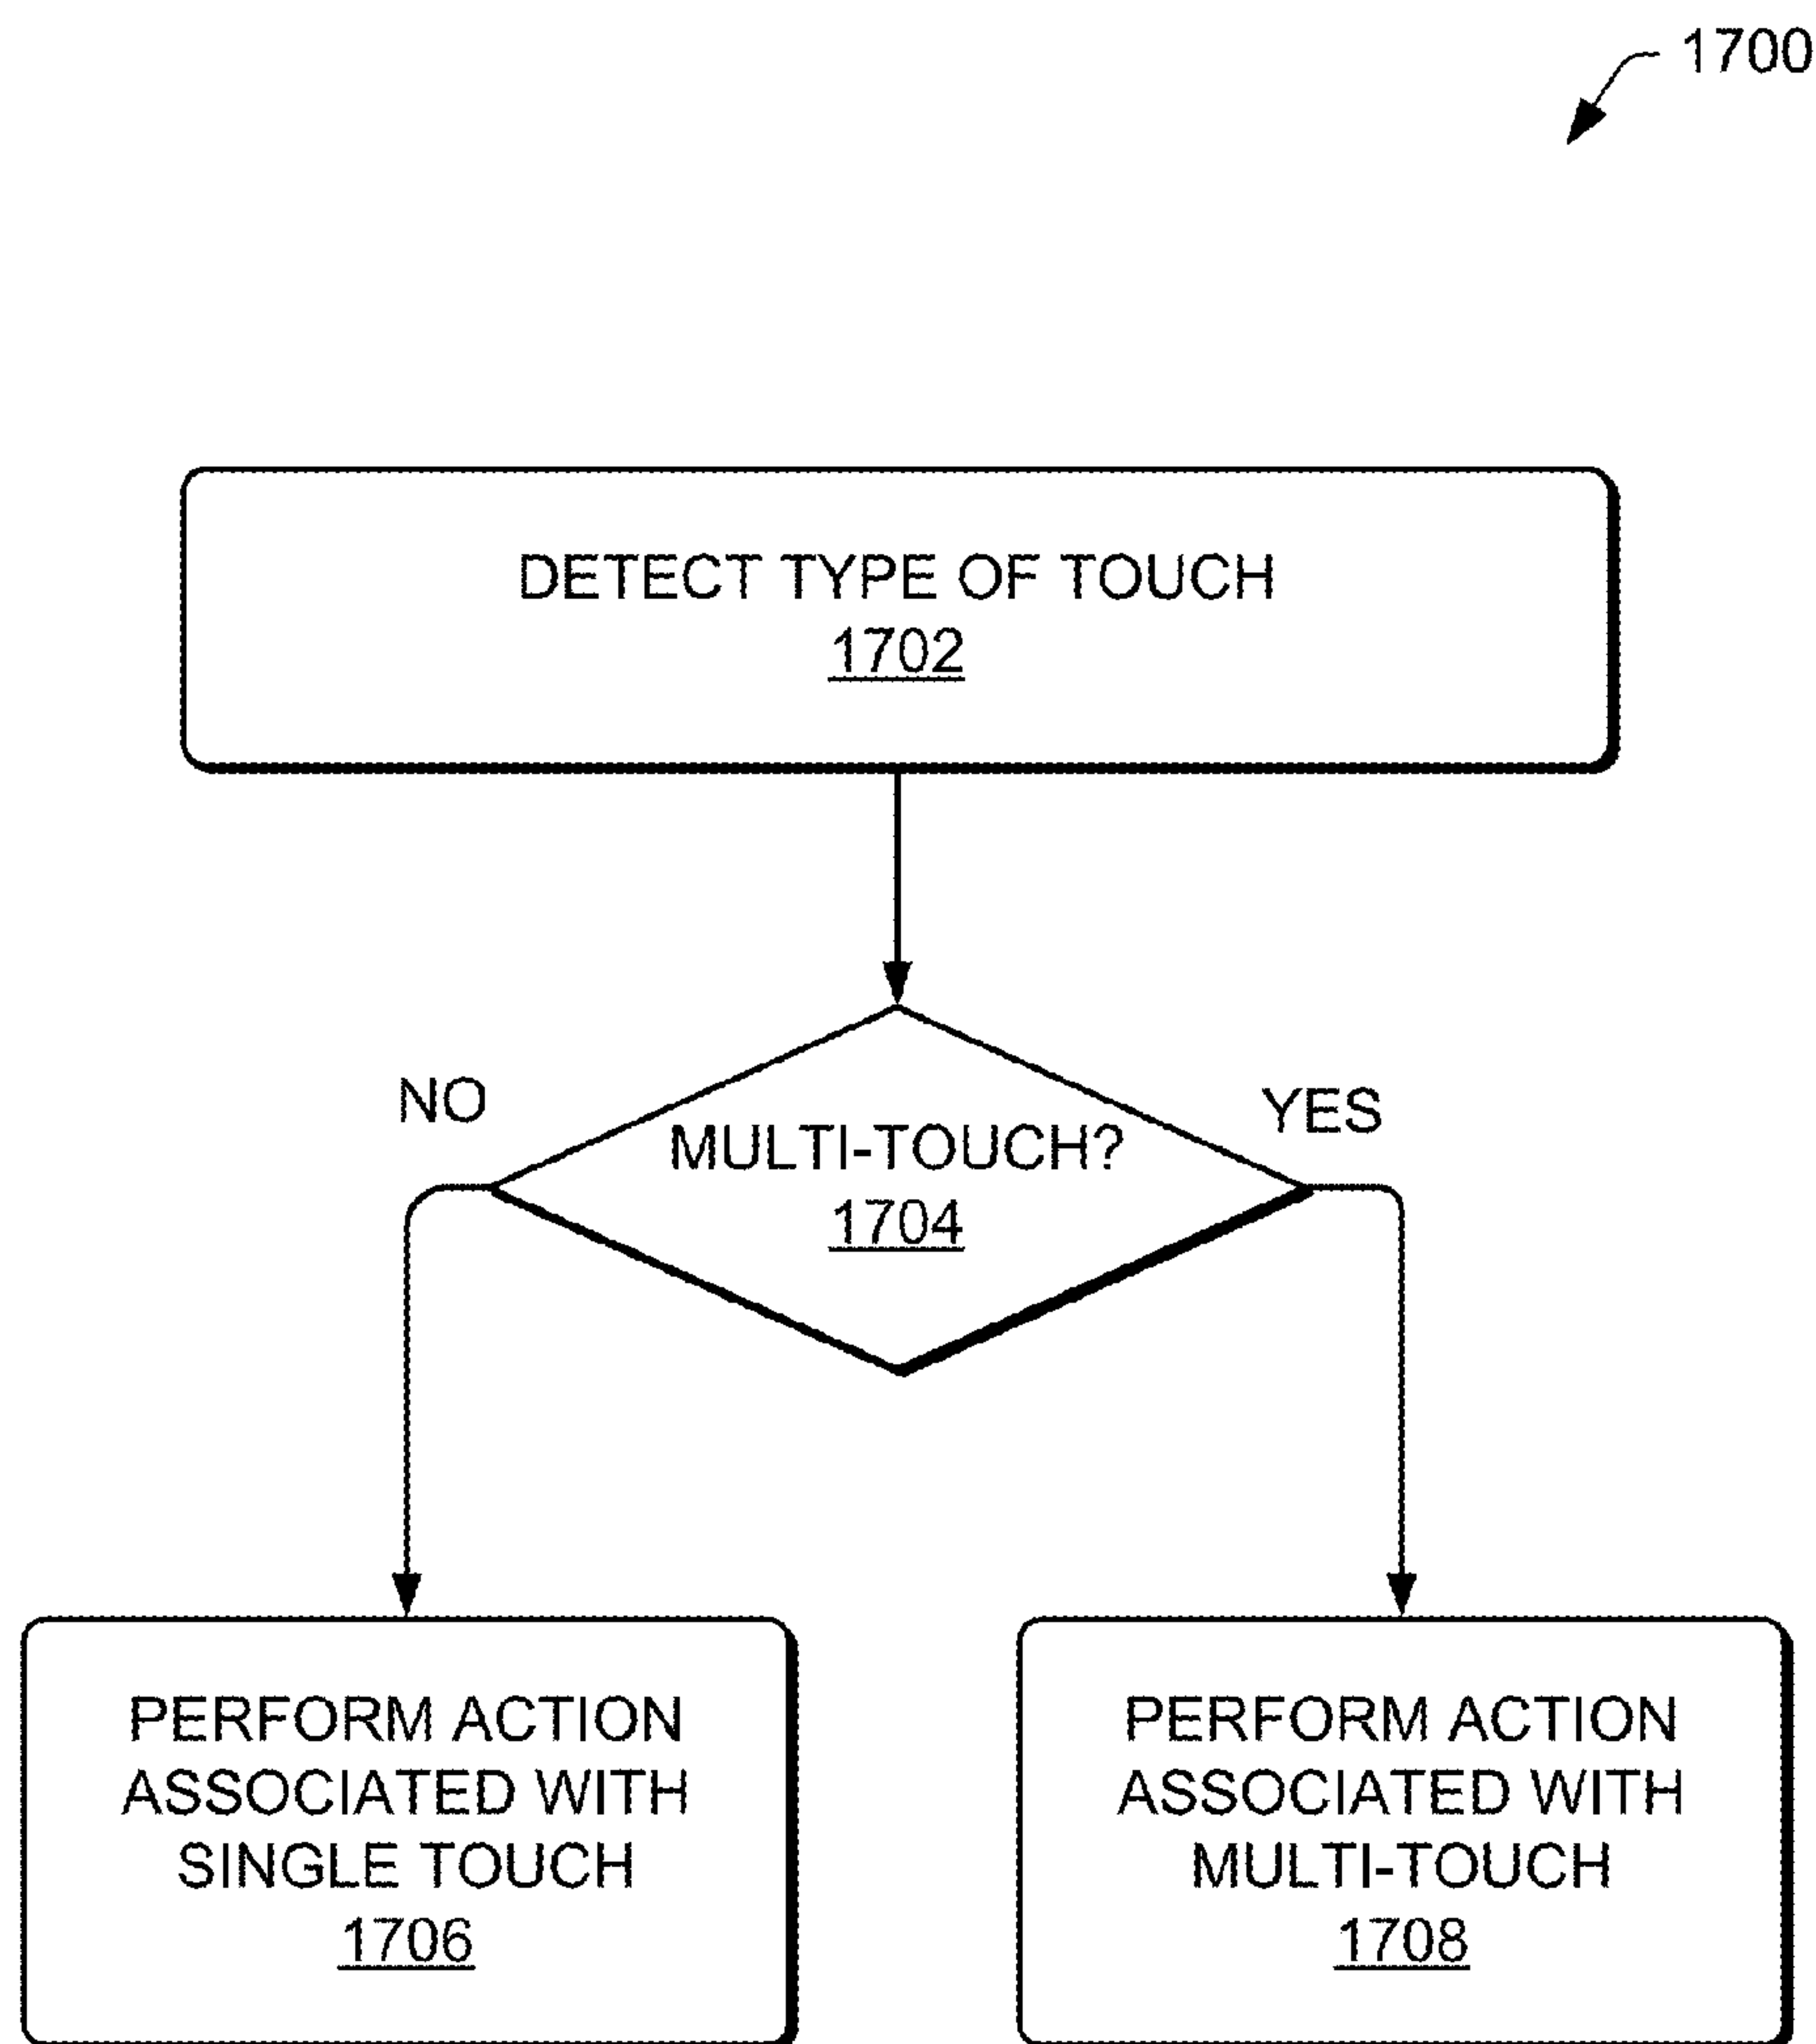 1700
DETECT TYPE OF TOUCH
1702
NO
YES
MULTI-TOUCH?
1704
PERFORM ACTION
ASSOCIATED WITH
SINGLE TOUCH
1706
PERFORM ACTION
ASSOCIATED WITH
MULTI-TOUCH
1708